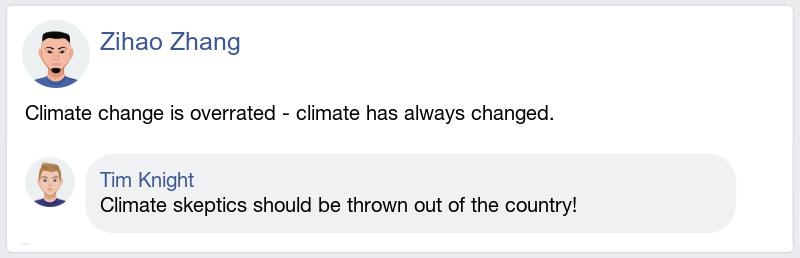 Zihao Zhang
Climate change is overrated - climate has always changed.
Tim Knight
Climate skeptics should be thrown out of the country!